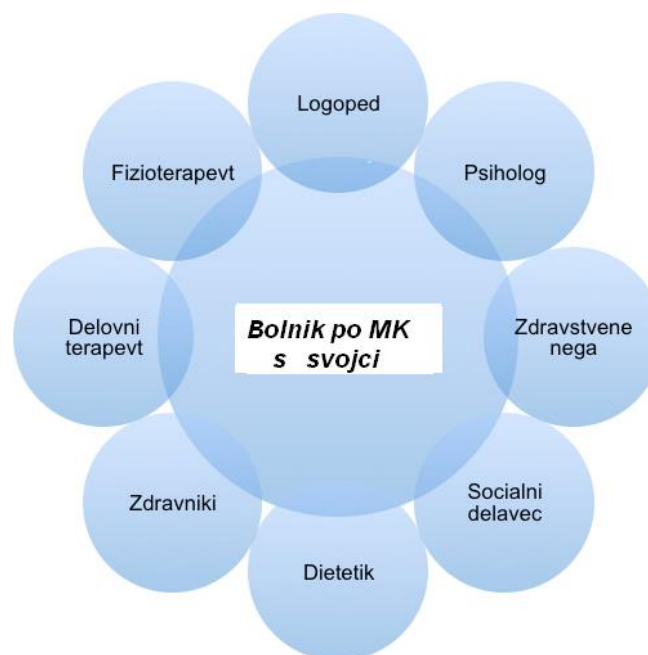 Logoped
Psiholog
Zdravstvene
nega
Socialni
delavec
Dietetik
Zdravniki
Delovni
terapevt
Fizioterapevt
Bolnik po MK
s svojci